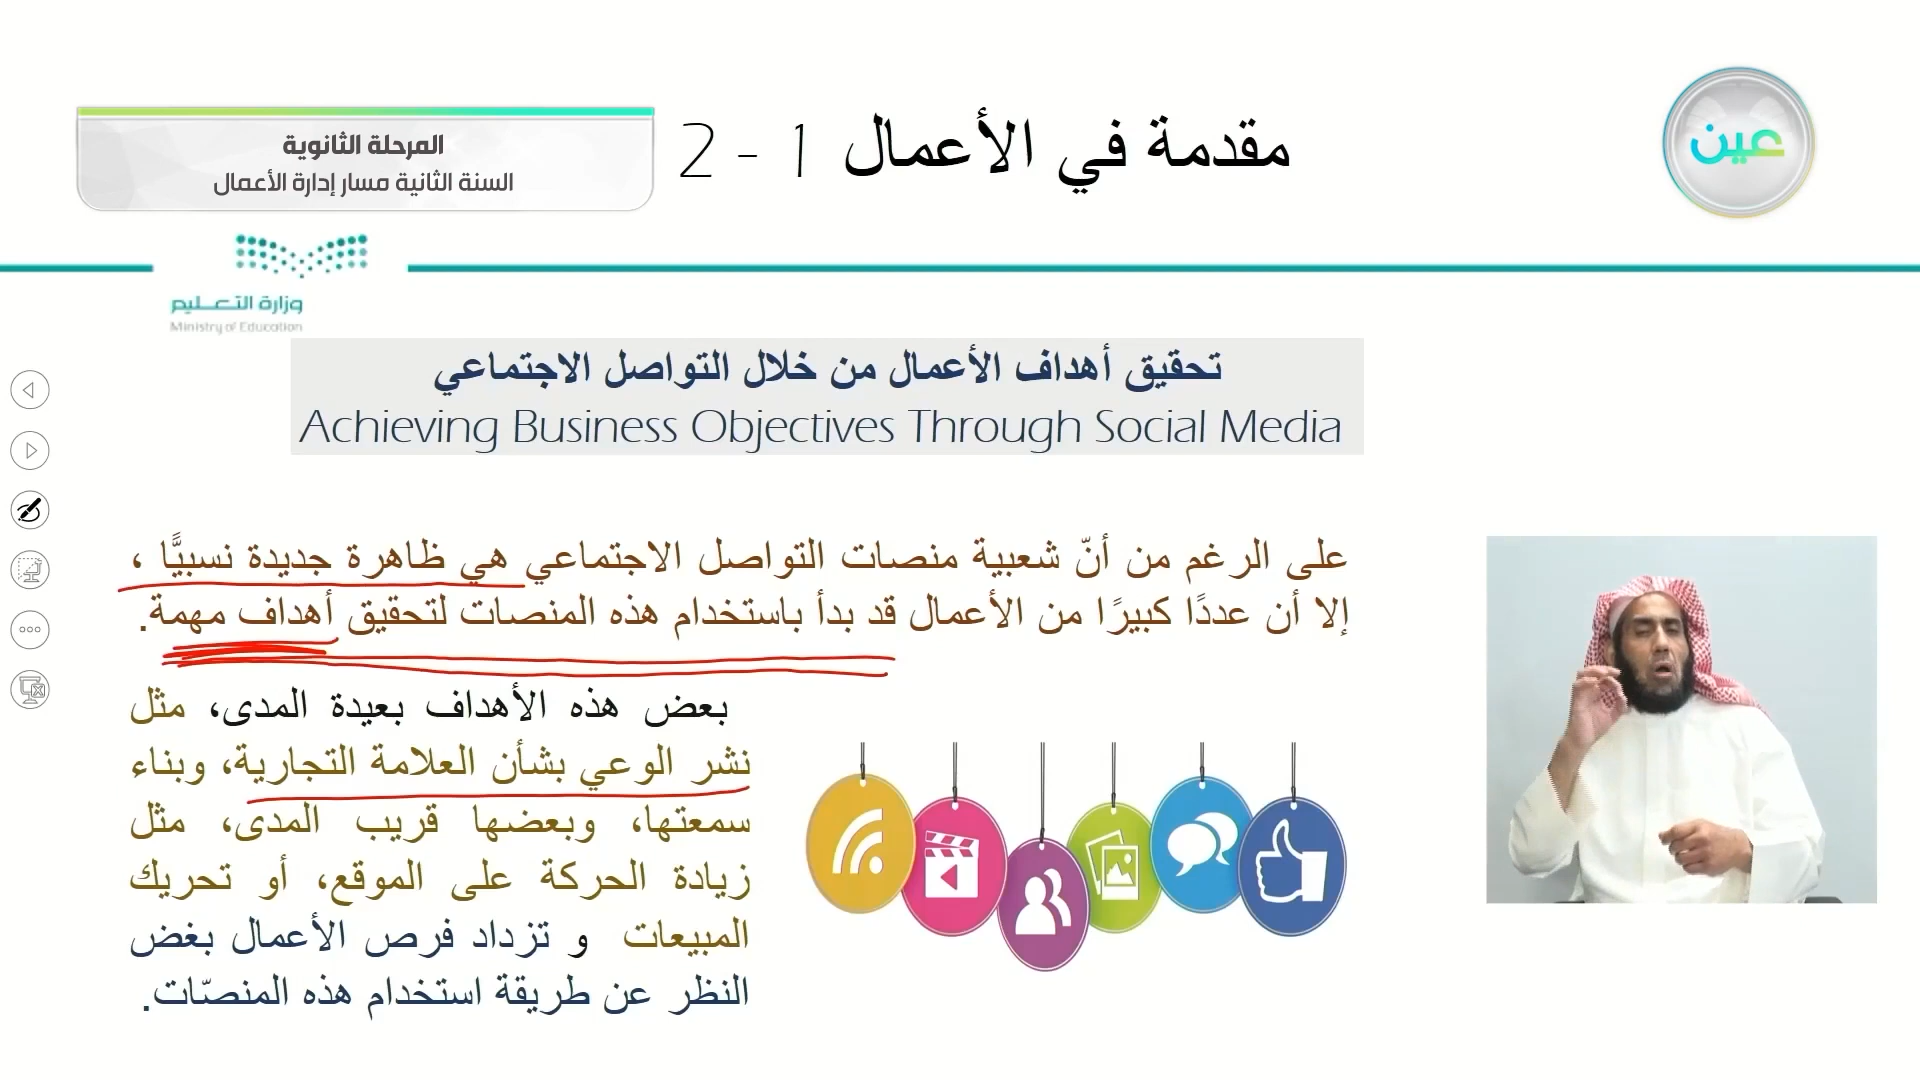 عين
مقدمة في الأعمال 1 - 2
المرحلة الثانوية
السنة الثانية مسار إدارة الأعمال
وزارة التعـــليم
Ministry of Education
تحقيق أهداف الأعمال من خلال التواصل الاجتماعي
Achieving Business Objectives Through Social Media
على الرغم من أنّ شعبية منصات التواصل الاجتماعي هي ظاهرة جديدة نسبيًّا ،
إلا أن عددًا كبيرًا من الأعمال قد بدأ باستخدام هذه المنصات لتحقيق أهداف مهمة.
بعض هذه الأهداف بعيدة المدى، مثل
نشر الوعي بشأن العلامة التجارية، وبناء
سمعتها، وبعضها قريب المدى، مثل
زيادة الحركة على الموقع، أو تحريك
المبيعات و تزداد فرص الأعمال بغض
النظر عن طريقة استخدام هذه المنصّات.